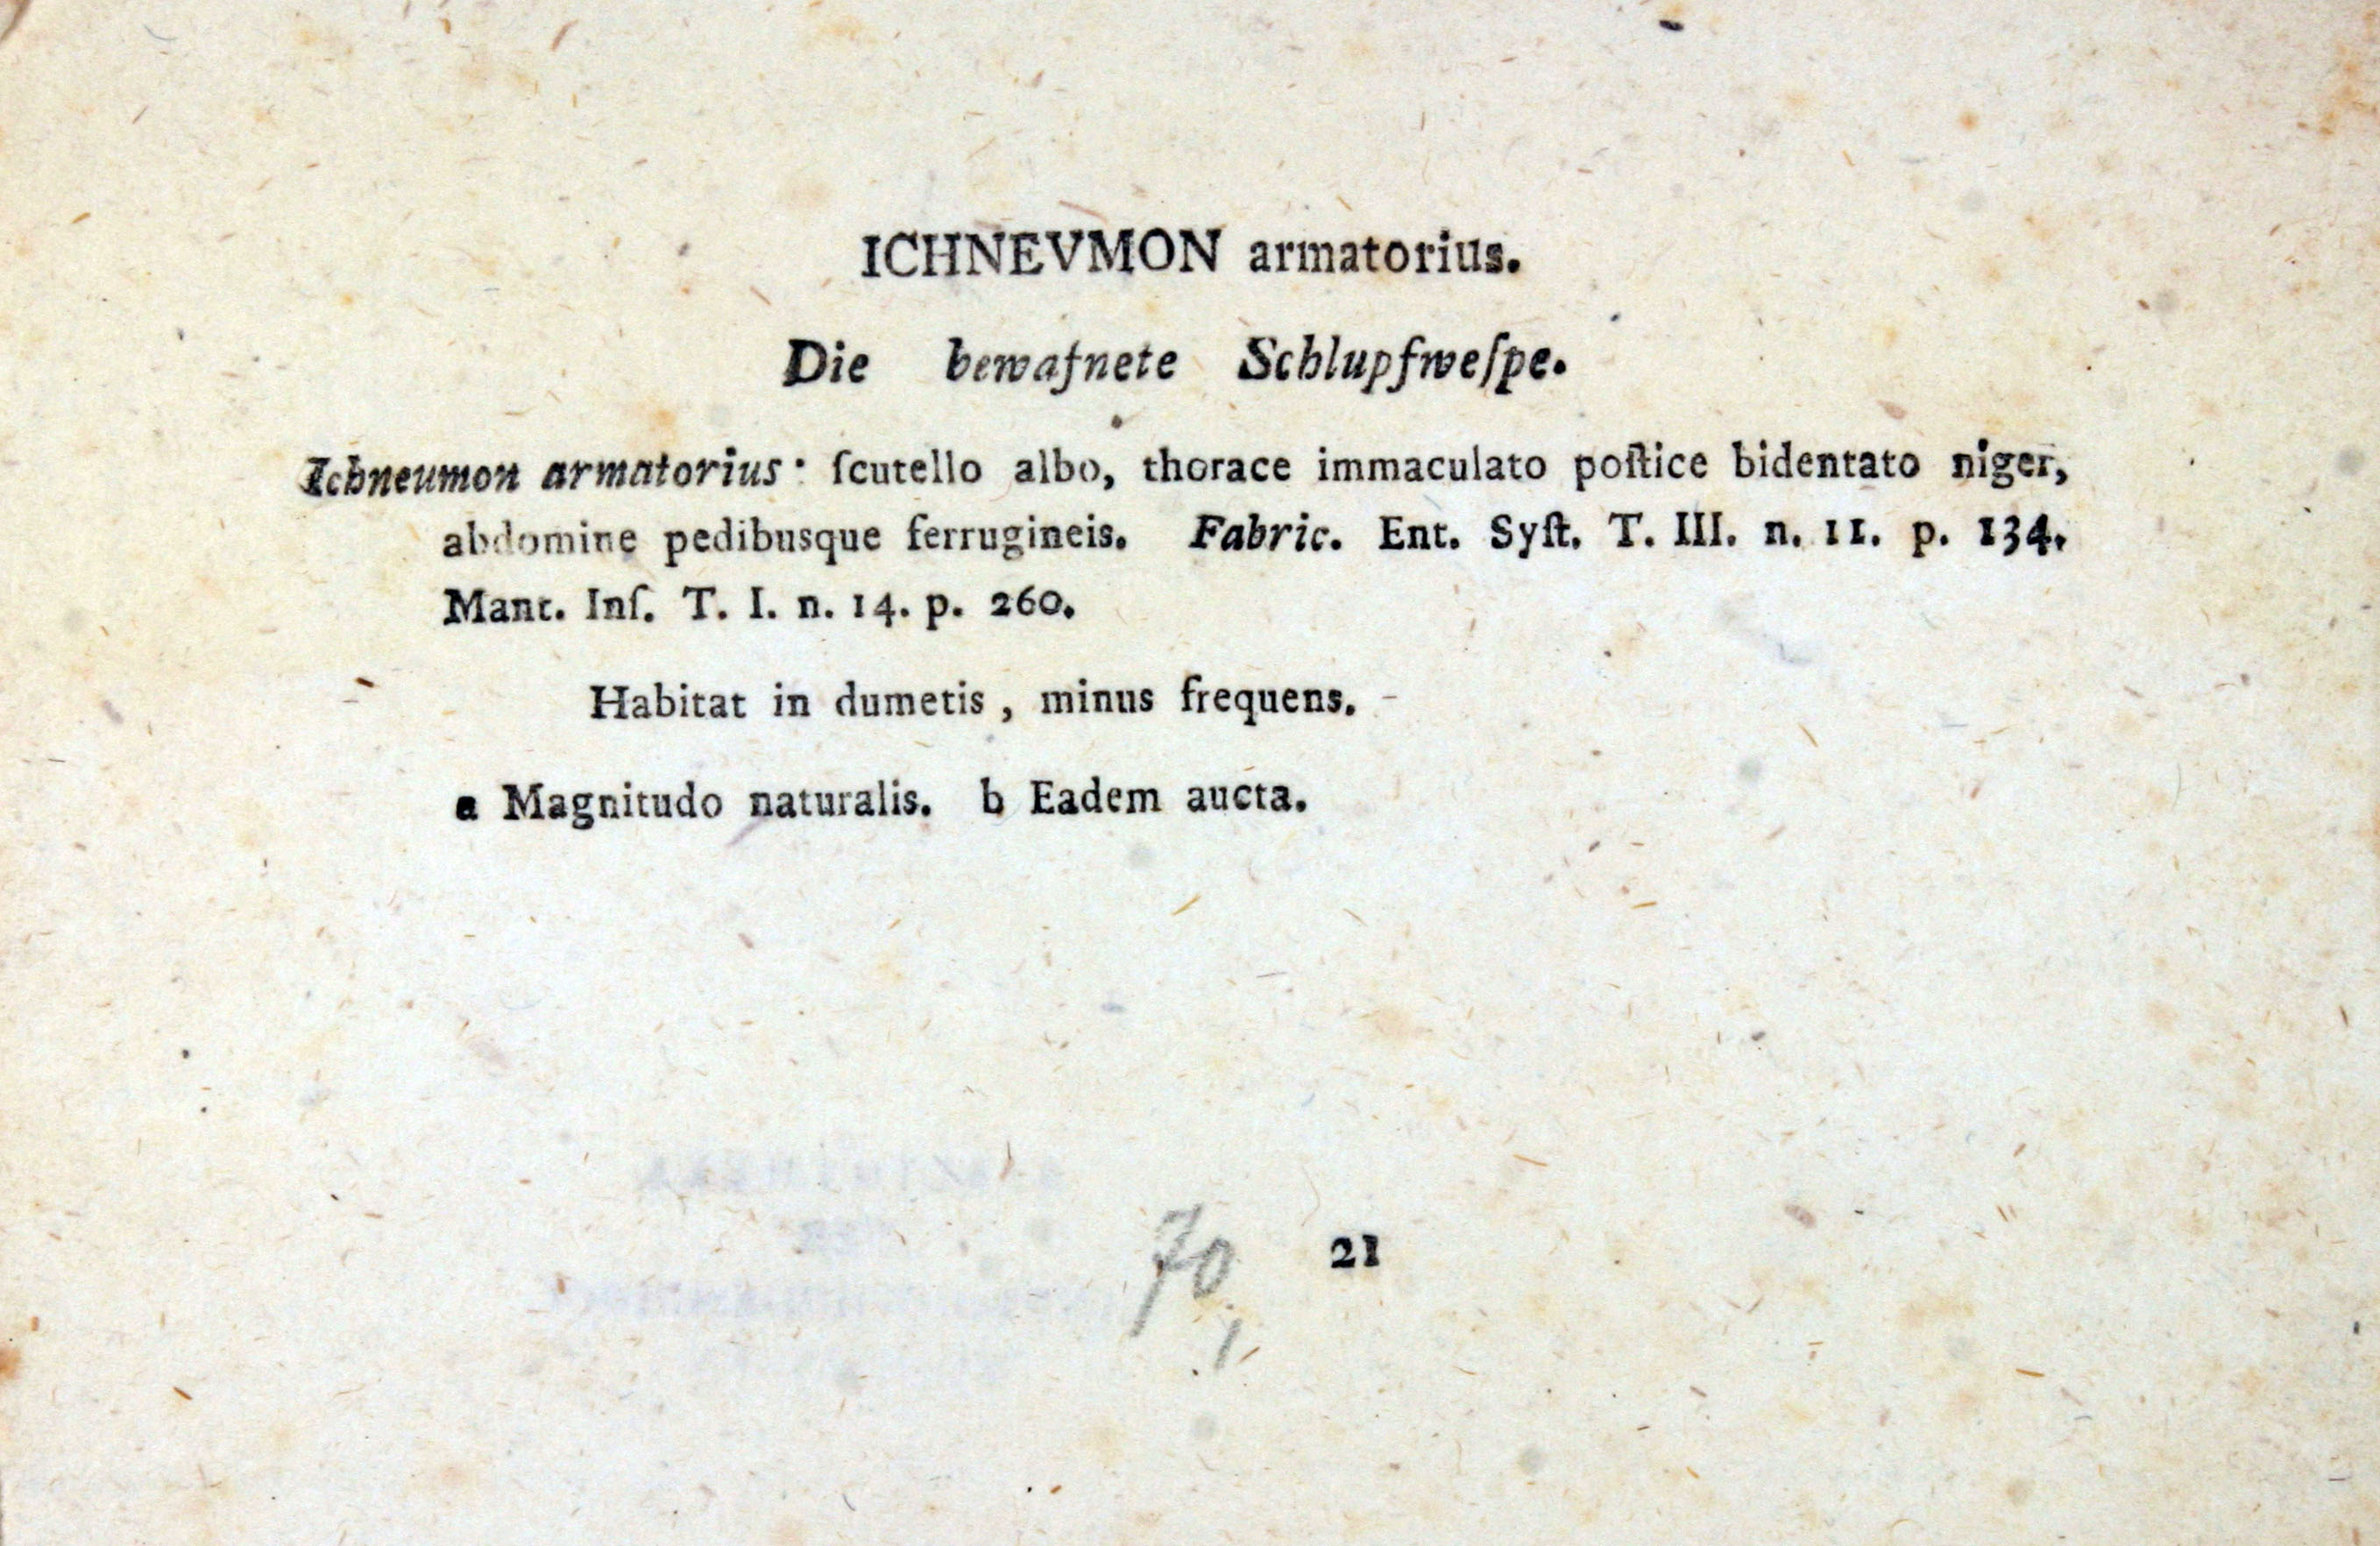 ICHNEVMON armatorius.
Die bewafnete Schlupfweſpe.
Ichneumon armatorius: ſcutello albo, thorace immaculato poſtice bidentato niger,
abdomine pedibusque ferrugineis. Fabric. Ent. Syſt. T. III. n. 11. p. 134.
Mant. Inſ. T. I. n. 14. p. 260.
Habitat in dumetis, minus frequens.
a Magnitudo naturalis. b Eadem aucta.
21
70,1